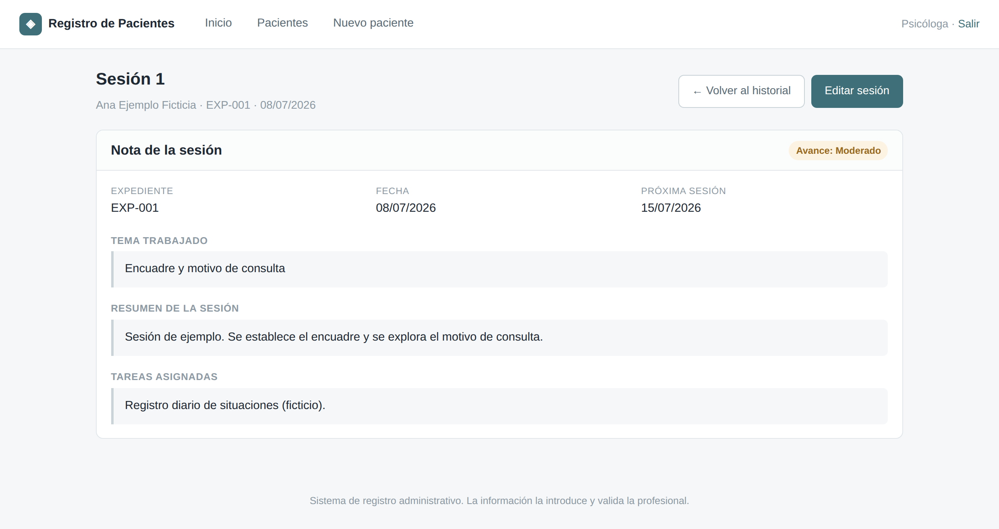 Registro de Pacientes
Inicio
Pacientes
Nuevo paciente
Psicóloga · Salir
Sesión 1
Ana Ejemplo Ficticia · EXP-001 · 08/07/2026
← Volver al historial
Editar sesión
Nota de la sesión
Avance: Moderado
EXPEDIENTE
EXP-001
FECHA
08/07/2026
PRÓXIMA SESIÓN
15/07/2026
TEMA TRABAJADO
Encuadre y motivo de consulta
RESUMEN DE LA SESIÓN
Sesión de ejemplo. Se establece el encuadre y se explora el motivo de consulta.
TAREAS ASIGNADAS
Registro diario de situaciones (ficticio).
Sistema de registro administrativo. La información la introduce y valida la profesional.